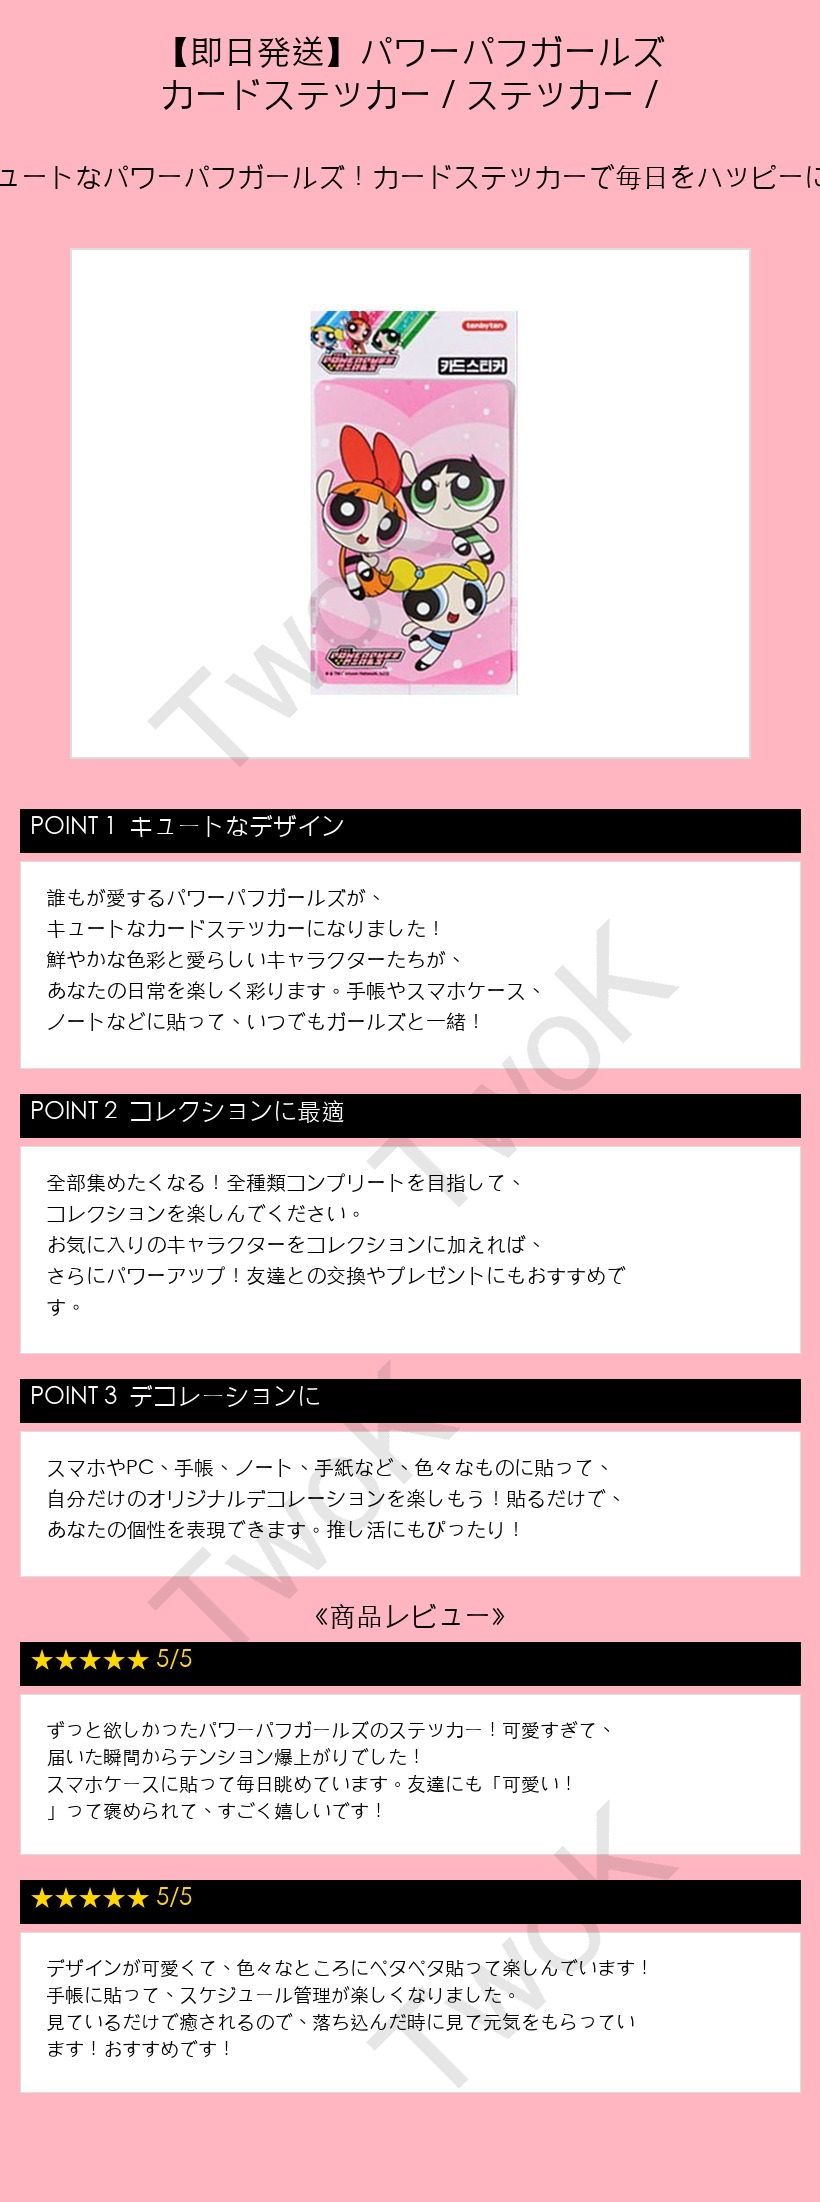 【即日発送】パワーパフガールズ
カードステッカー / ステッカー /
ュートなパワーパフガールズ！カードステッカーで毎日をハッピーに
tenbyten
POWERPUFF
GIRLS
카드스티커
POWERPUFF
GIRLS
TwoK
POINT 1 キュートなデザイン
誰もが愛するパワーパフガールズが、
キュートなカードステッカーになりました！
鮮やかな色彩と愛らしいキャラクターたちが、
あなたの日常を楽しく彩ります。手帳やスマホケース、
ノートなどに貼って、いつでもガールズと一緒！
TwoK
POINT 2 コレクションに最適
全部集めたくなる！全種類コンプリートを目指して、
コレクションを楽しんでください。
お気に入りのキャラクターをコレクションに加えれば、
さらにパワーアップ！友達との交換やプレゼントにもおすすめで
す。
POINT 3 デコレーションに
スマホやPC、手帳、ノート、手紙など、色々なものに貼って、
自分だけのオリジナルデコレーションを楽しもう！貼るだけで、
あなたの個性を表現できます。推し活にもぴったり！
TwoK
《商品レビュー》
★★★★★ 5/5
ずっと欲しかったパワーパフガールズのステッカー！可愛すぎて、
届いた瞬間からテンション爆上がりでした！
スマホケースに貼って毎日眺めています。友達にも「可愛い！
」って褒められて、すごく嬉しいです！
★★★★★ 5/5
デザインが可愛くて、色々なところにペタペタ貼って楽しんでいます！
手帳に貼って、スケジュール管理が楽しくなりました。
見ているだけで癒されるので、落ち込んだ時に見て元気をもらってい
ます！おすすめです！
TwoK